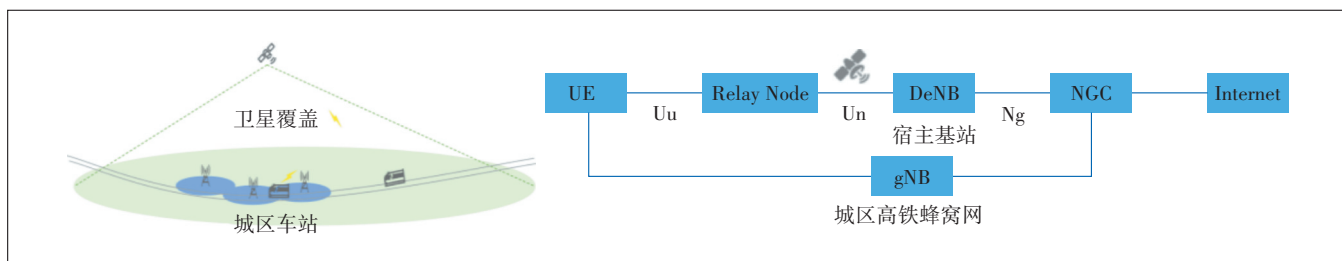 卫星覆盖
城区车站
UE
Relay Node
DeNB
NGC
Internet
Uu
Un
Ng
宿主基站
gNB
城区高铁蜂窝网